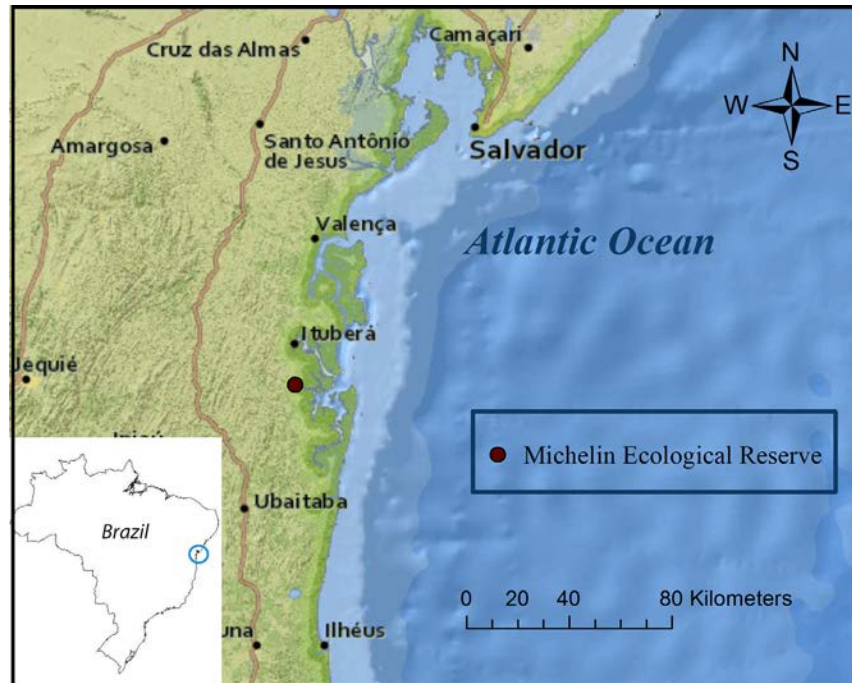 Camaçari
Cruz das Almas
N
W E
S
Santo Antônio
de Jesus
Amargosa
Salvador
Valença
Atlantic Ocean
Ituberá
Jequié
Michelin Ecological Reserve
Ubaitaba
Brazil
0 20 40 80 Kilometers
una
Ilhéus